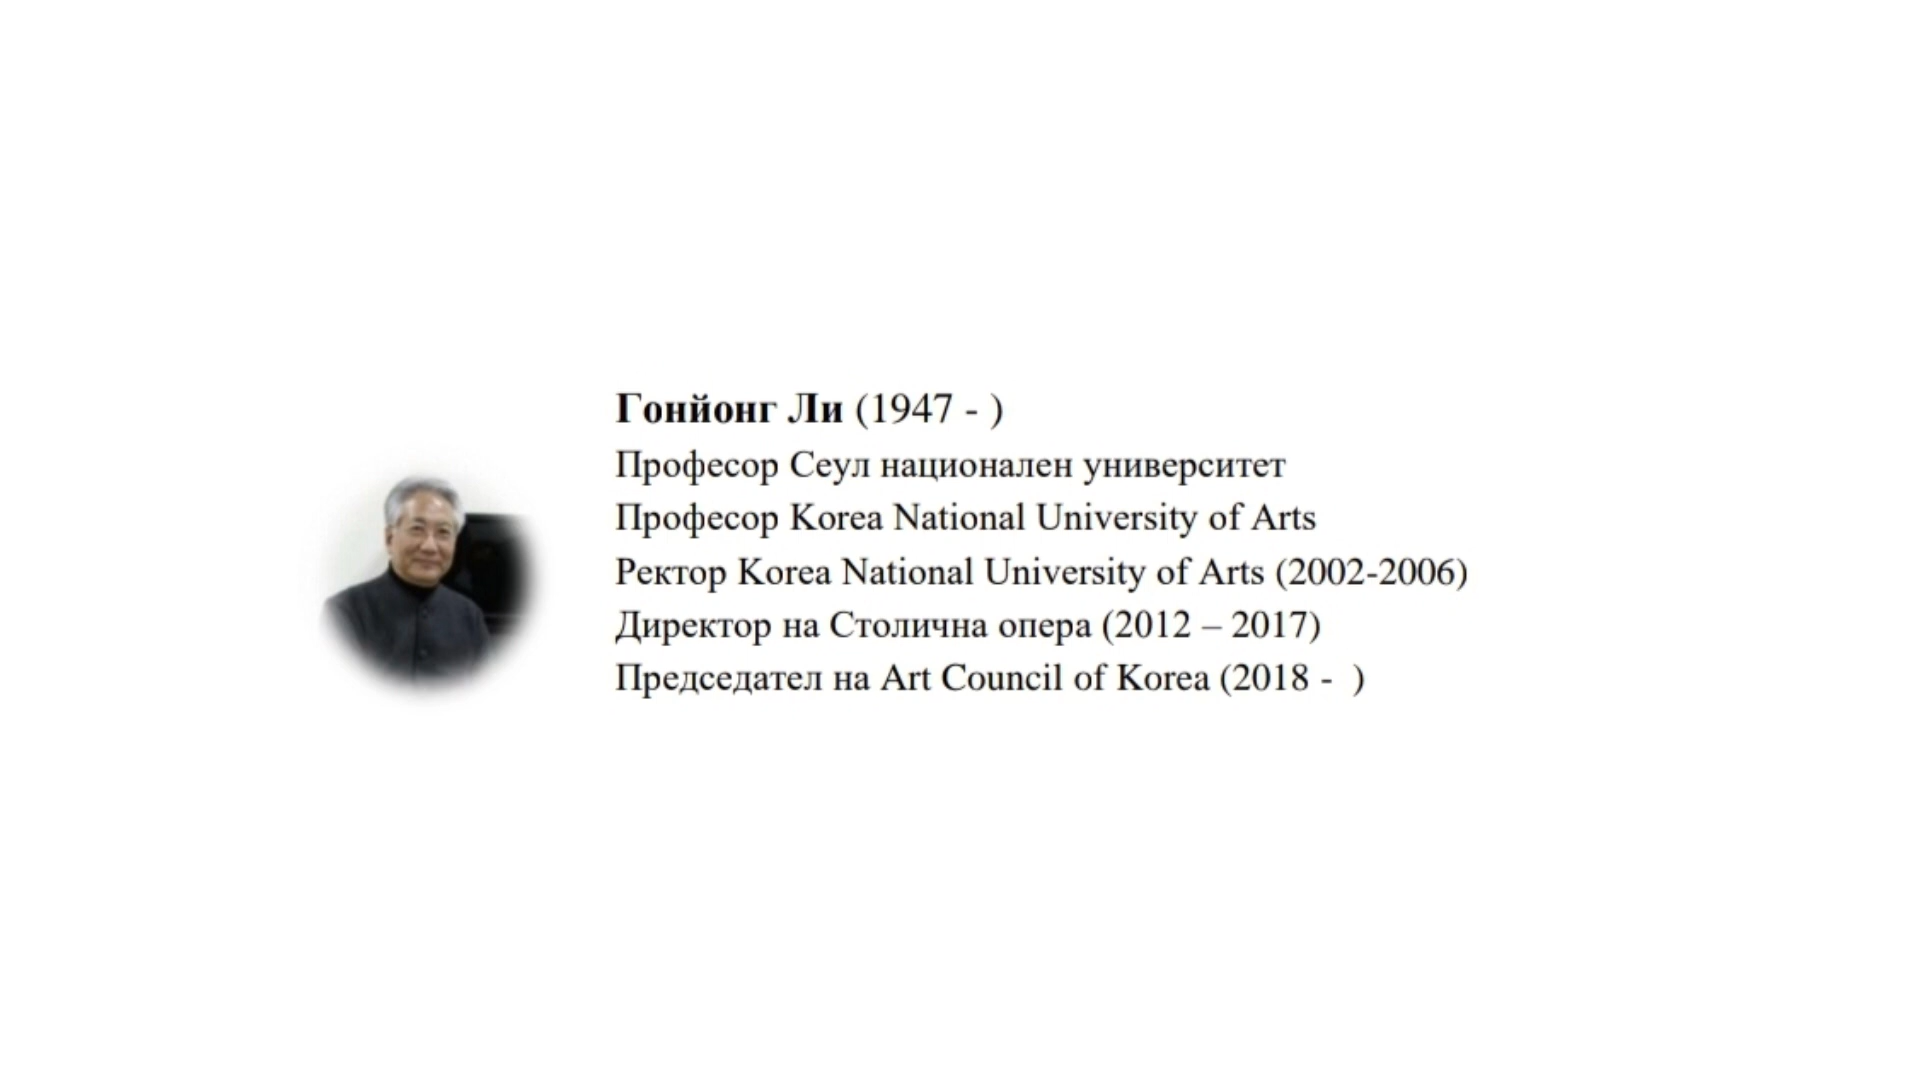 Гонйонг Ли (1947 - )
Професор Сеул национален университет
Професор Korea National University of Arts
Ректор Korea National University of Arts (2002-2006)
Директор на Столична опера (2012 – 2017)
Председател на Art Council of Korea (2018 -  )